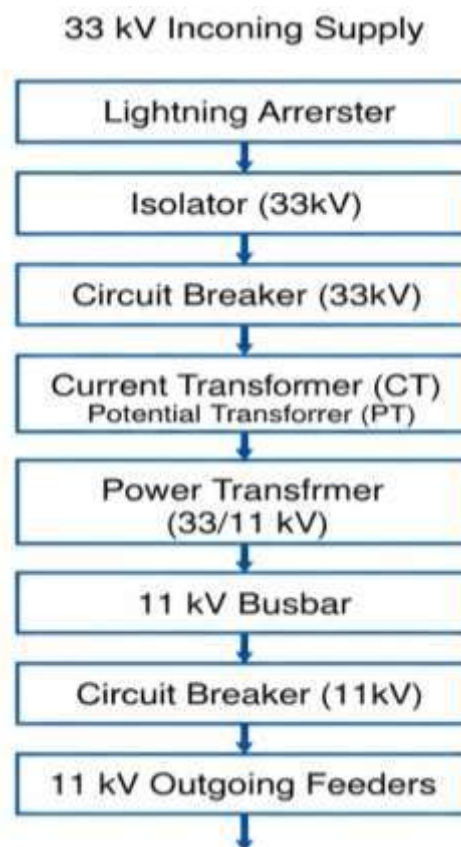 33 kV Inconing Supply
Lightning Arrerster
Isolator (33kV)
Circuit Breaker (33kV)
Current Transformer (CT)
Potential Transforrer (PT)
Power Transfrmer
(33/11 kV)
11 kV Busbar
Circuit Breaker (11kV)
11 kV Outgoing Feeders